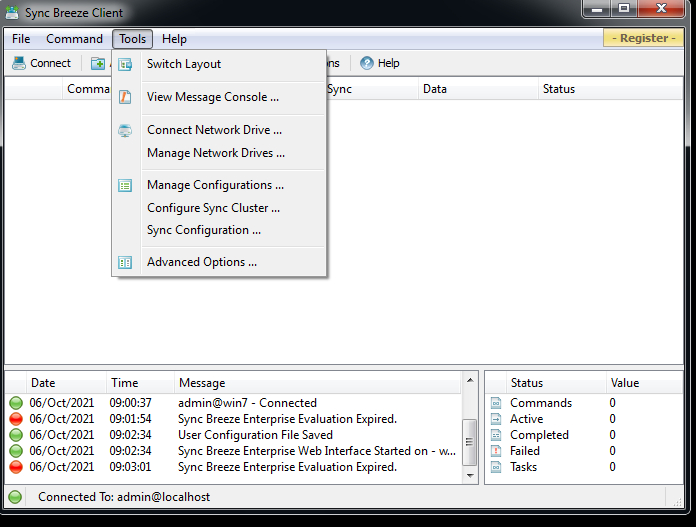 Sync Breeze Client
File Command Tools Help - Register -
Connect Help
Switch Layout
View Message Console ...
Connect Network Drive ...
Manage Network Drives ...
Manage Configurations ...
Configure Sync Cluster ...
Sync Configuration ...
Advanced Options ...
Sync Data Status
Date Time Message
06/Oct/2021 09:00:37 admin@win7 - Connected
06/Oct/2021 09:01:54 Sync Breeze Enterprise Evaluation Expired.
06/Oct/2021 09:02:34 User Configuration File Saved
06/Oct/2021 09:02:34 Sync Breeze Enterprise Web Interface Started on - w...
06/Oct/2021 09:03:01 Sync Breeze Enterprise Evaluation Expired.
Status Value
Commands 0
Active 0
Completed 0
Failed 0
Tasks 0
Connected To: admin@localhost